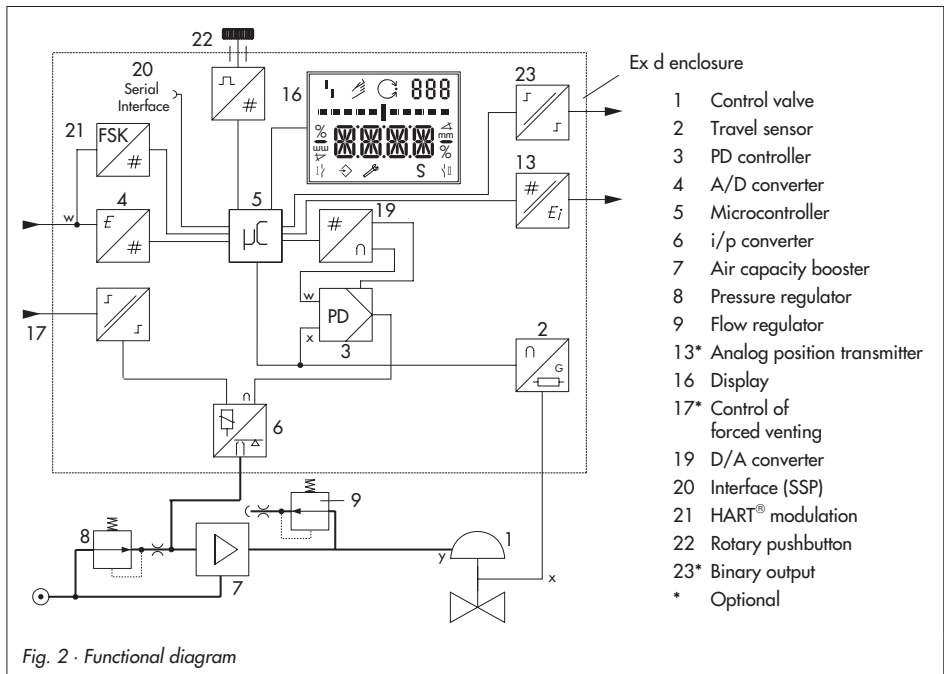 22
20
Serial
Interface
21
FSK
#
w
4
E
#
#
16
888
%
mm
mm
%
S
5
µC
19
#
w
PD
x
3
23
13
#
Ei
17
2
G
6
8
9
7
y
1
x
Ex d enclosure
1 Control valve
2 Travel sensor
3 PD controller
4 A/D converter
5 Microcontroller
6 i/p converter
7 Air capacity booster
8 Pressure regulator
9 Flow regulator
13* Analog position transmitter
16 Display
17* Control of
forced venting
19 D/A converter
20 Interface (SSP)
21 HART® modulation
22 Rotary pushbutton
23* Binary output
* Optional
Fig. 2 · Functional diagram